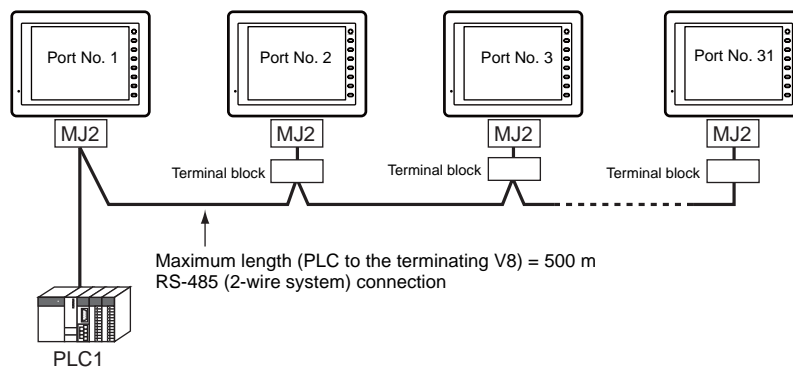 Port No. 1
Port No. 2
Port No. 3
Port No. 31
MJ2
MJ2
MJ2
MJ2
Terminal block
Terminal block
Terminal block
Maximum length (PLC to the terminating V8) = 500 m
RS-485 (2-wire system) connection
PLC1